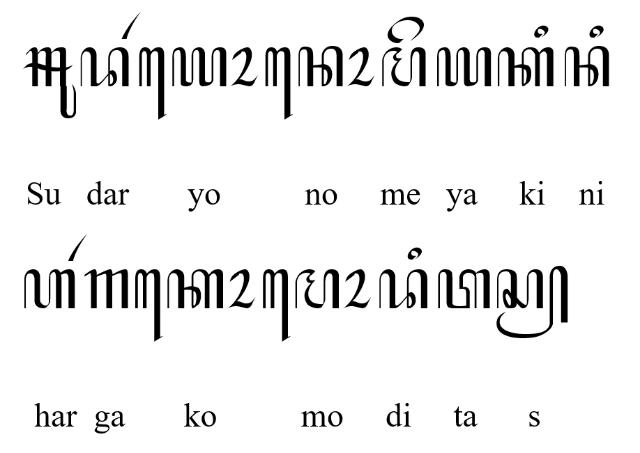 ꦯꦸꦢꦂꦪꦺꦴꦤꦺꦴꦩꦼꦪꦏꦶꦤꦶ
Su dar yo no me ya ki ni
ꦲꦂꦒꦏꦺꦴꦩꦺꦴꦢꦶꦠꦱ꧀
har ga ko mo di ta s